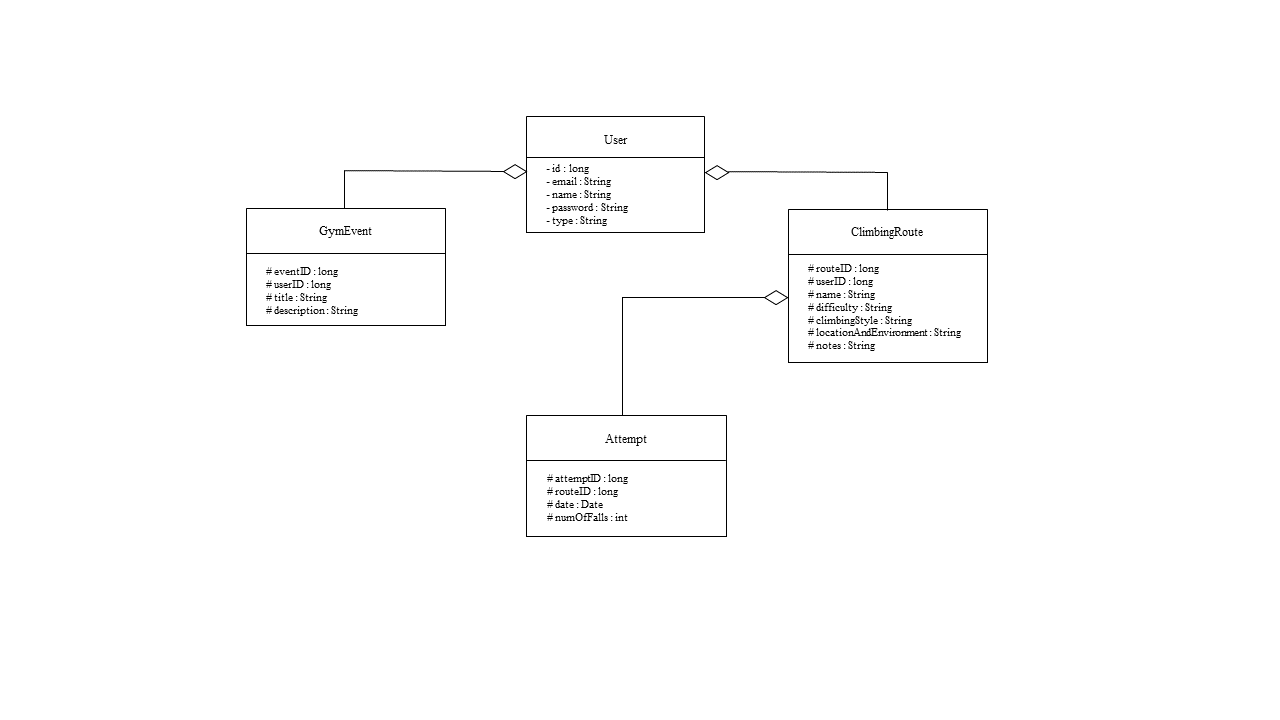 User
- id : long
- email : String
- name : String
- password : String
- type : String
GymEvent
# eventID : long
# userID : long
# title : String
# description : String
ClimbingRoute
# routeID : long
# userID : long
# name : String
# difficulty : String
# climbingStyle : String
# locationAndEnvironment : String
# notes : String
Attempt
# attemptID : long
# routeID : long
# date : Date
# numOfFalls : int